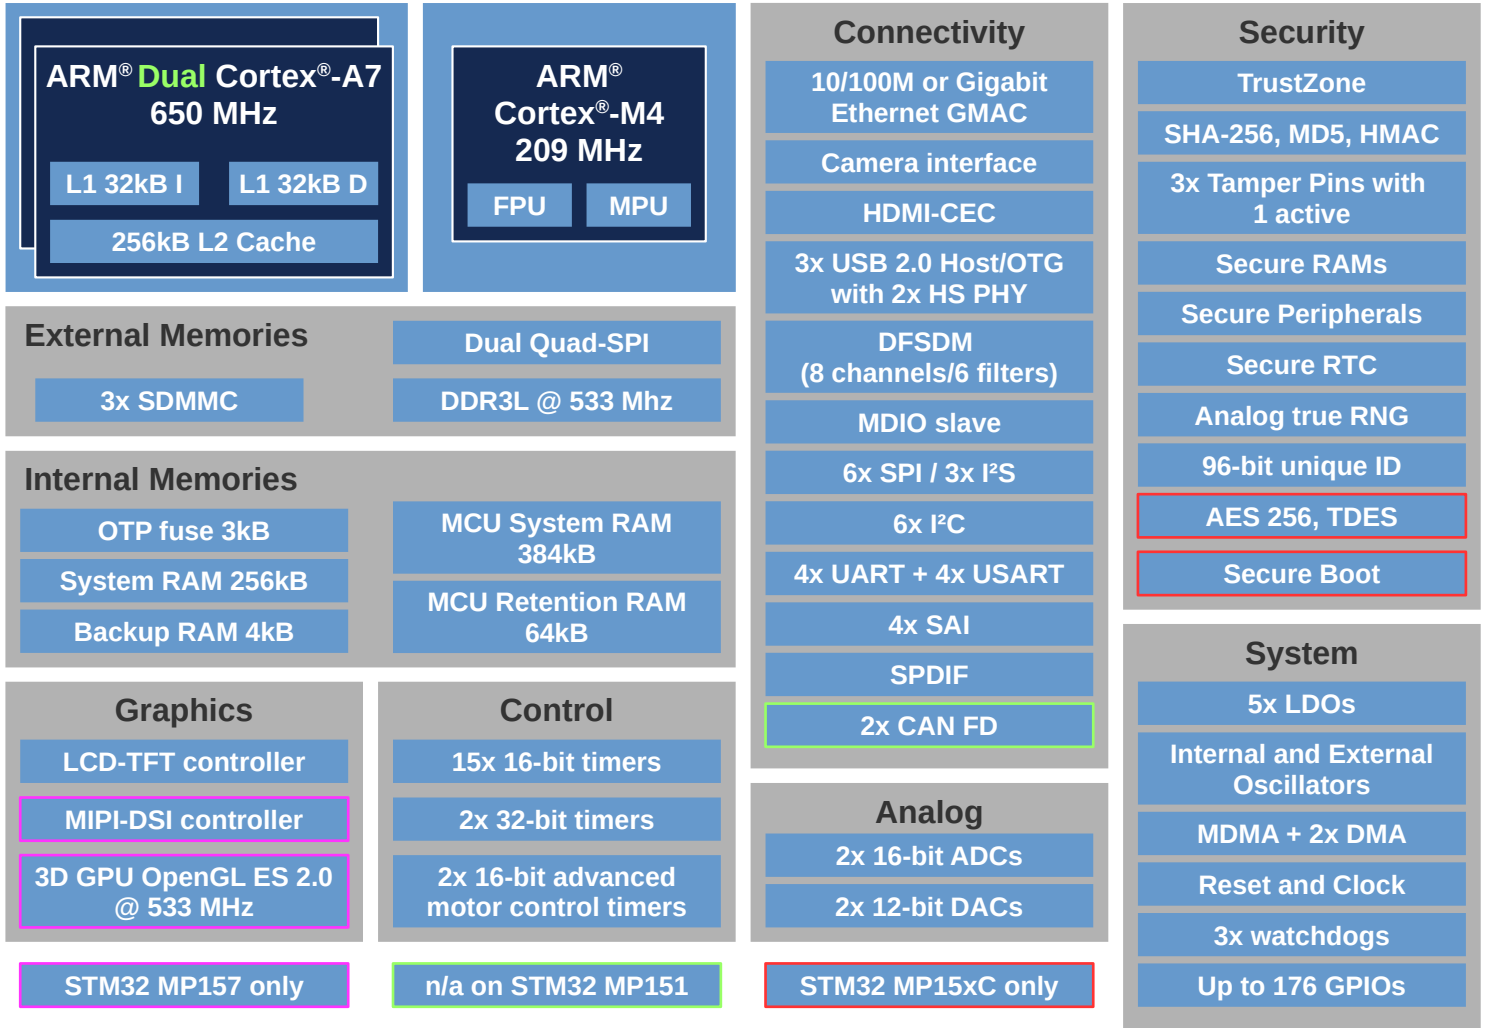 ARM® Dual Cortex®-A7
650 MHz
L1 32kB I
L1 32kB D
256kB L2 Cache
ARM®
Cortex®-M4
209 MHz
FPU
MPU
External Memories
Dual Quad-SPI
3x SDMMC
DDR3L @ 533 Mhz
Internal Memories
OTP fuse 3kB
System RAM 256kB
Backup RAM 4kB
MCU System RAM
384kB
MCU Retention RAM
64kB
Graphics
LCD-TFT controller
MIPI-DSI controller
3D GPU OpenGL ES 2.0
@ 533 MHz
Control
15x 16-bit timers
2x 32-bit timers
2x 16-bit advanced
motor control timers
Connectivity
10/100M or Gigabit
Ethernet GMAC
Camera interface
HDMI-CEC
3x USB 2.0 Host/OTG
with 2x HS PHY
DFSDM
(8 channels/6 filters)
MDIO slave
6x SPI / 3x I²S
6x I²C
4x UART + 4x USART
4x SAI
SPDIF
2x CAN FD
Analog
2x 16-bit ADCs
2x 12-bit DACs
Security
TrustZone
SHA-256, MD5, HMAC
3x Tamper Pins with
1 active
Secure RAMs
Secure Peripherals
Secure RTC
Analog true RNG
96-bit unique ID
AES 256, TDES
Secure Boot
System
5x LDOs
Internal and External
Oscillators
MDMA + 2x DMA
Reset and Clock
3x watchdogs
Up to 176 GPIOs
STM32 MP157 only
n/a on STM32 MP151
STM32 MP15xC only